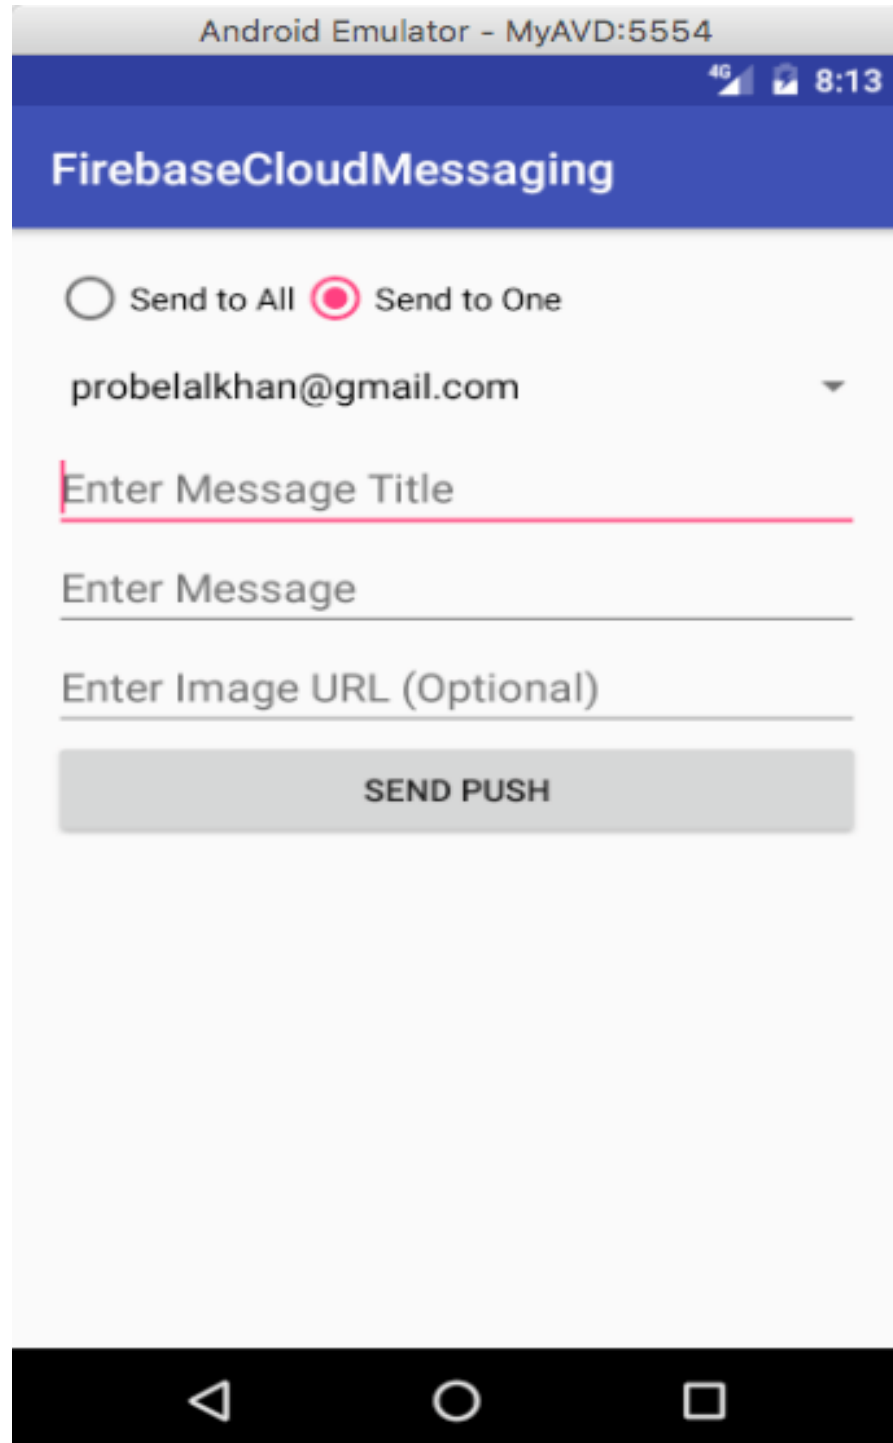 Android Emulator - MyAVD:5554
4G 8:13
FirebaseCloudMessaging
Send to All Send to One
probelalkhan@gmail.com
Enter Message Title
Enter Message
Enter Image URL (Optional)
SEND PUSH